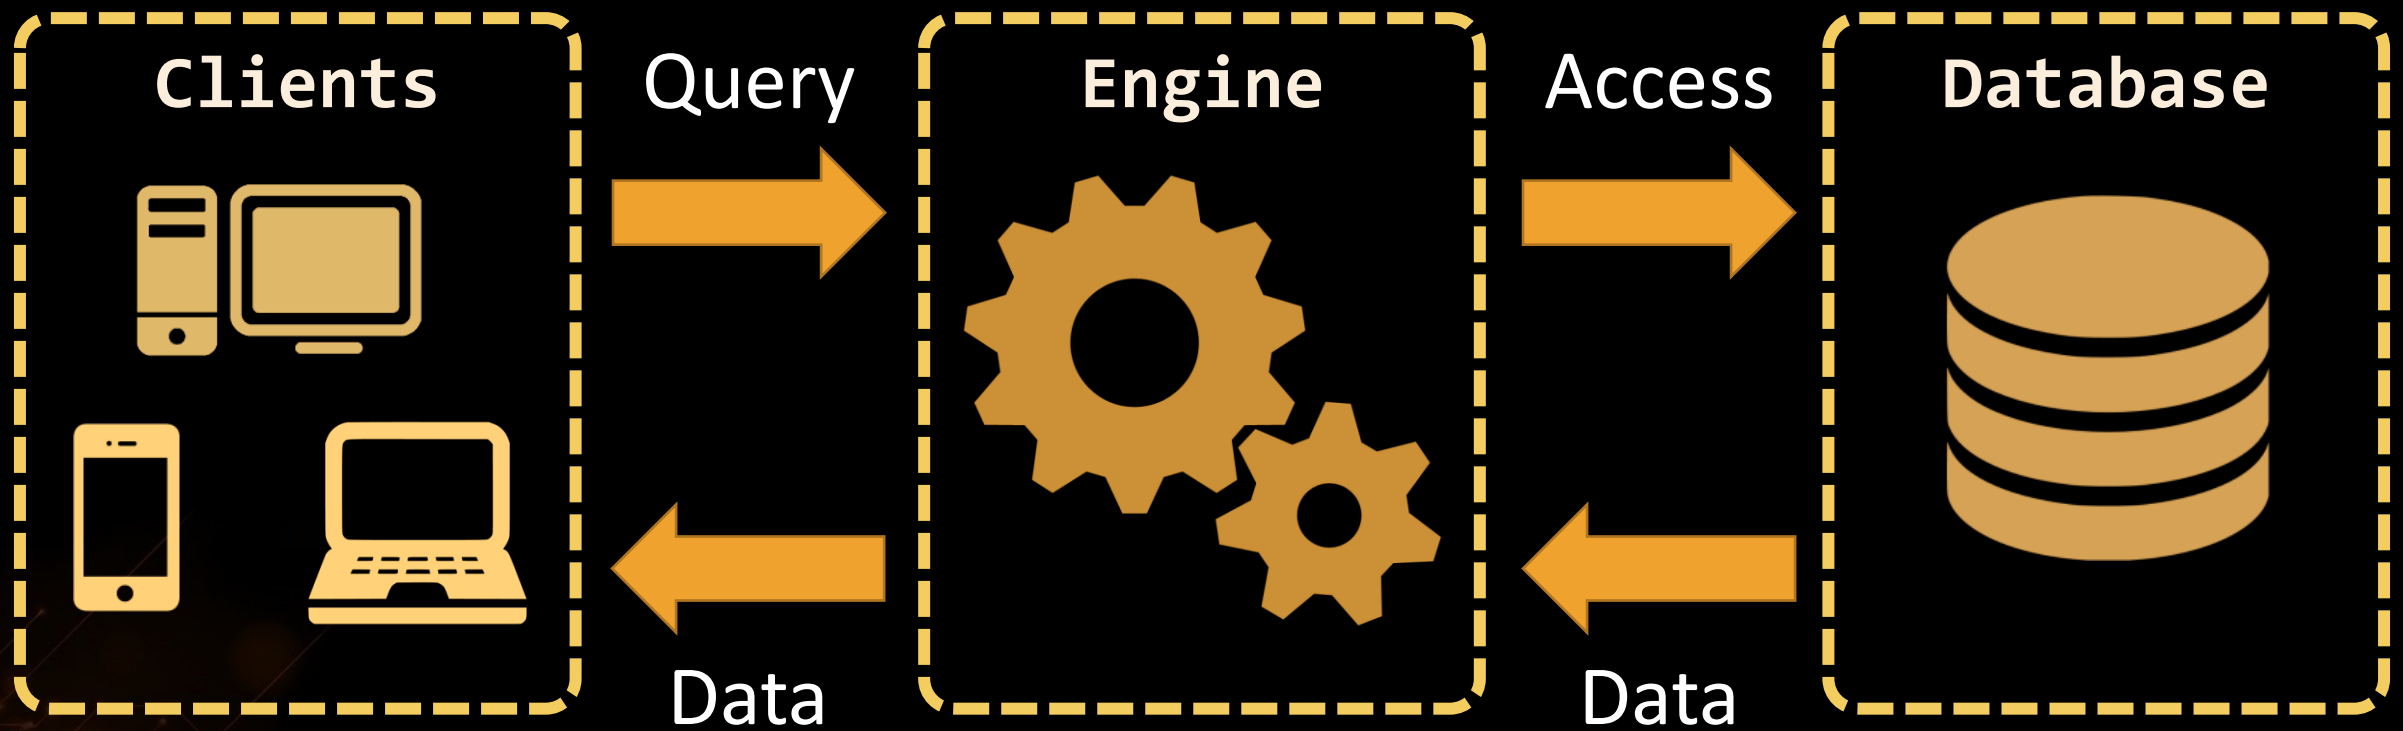 Clients
Query
Engine
Access
Database
Data
Data